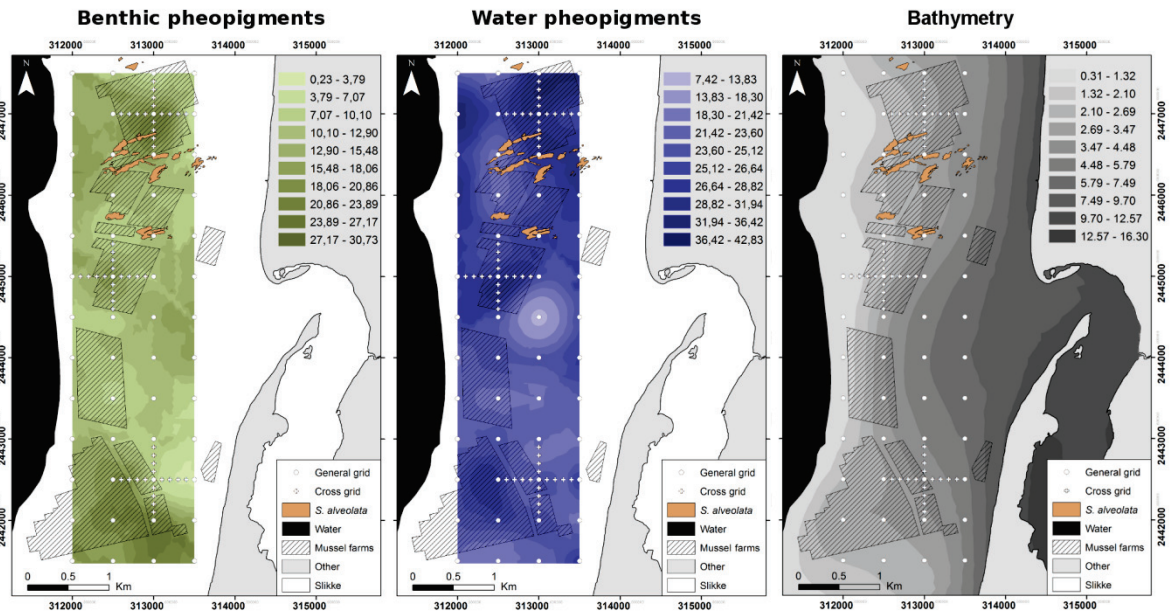 Benthic pheopigments
312000 313000 314000 315000
N
0,23 - 3,79
3,79 - 7,07
7,07 - 10,10
10,10 - 12,90
12,90 - 15,48
15,48 - 18,06
18,06 - 20,86
20,86 - 23,89
23,89 - 27,17
27,17 - 30,73
2447000
2446000
2445000
2444000
2443000
2442000
General grid
Cross grid
S. alveolata
Water
Mussel farms
Other
Slikke
0 0.5 1
Km
312000 313000 314000 315000
Water pheopigments
312000 313000 314000 315000
N
7,42 - 13,83
13,83 - 18,30
18,30 - 21,42
21,42 - 23,60
23,60 - 25,12
25,12 - 26,64
26,64 - 28,82
28,82 - 31,94
31,94 - 36,42
36,42 - 42,83
General grid
Cross grid
S. alveolata
Water
Mussel farms
Other
Slikke
0 0.5 1
Km
312000 313000 314000 315000
Bathymetry
312000 313000 314000 315000
N
0.31 - 1.32
1.32 - 2.10
2.10 - 2.69
2.69 - 3.47
3.47 - 4.48
4.48 - 5.79
5.79 - 7.49
7.49 - 9.70
9.70 - 12.57
12.57 - 16.30
2447000
2446000
2445000
2444000
2443000
2442000
General grid
Cross grid
S. alveolata
Water
Mussel farms
Other
Slikke
0 0.5 1
Km
312000 313000 314000 315000